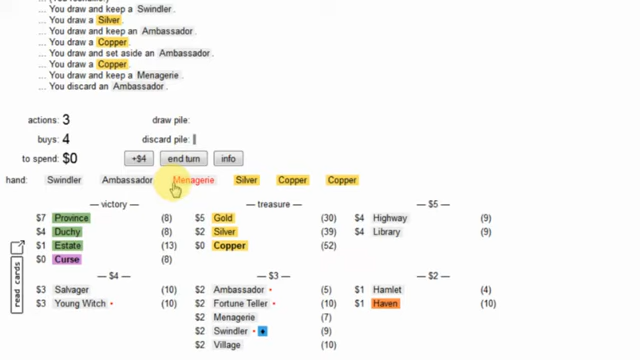 ... You draw and keep a Swindler.
... You draw a Silver.
... You draw and keep an Ambassador.
... You draw a Copper.
... You draw and set aside an Ambassador.
... You draw a Copper.
... You draw and keep a Menagerie.
... You discard an Ambassador.
actions: 3 draw pile:
buys: 4 discard pile:
to spend: $0 +$4 end turn info
hand: Swindler Ambassador Menagerie Silver Copper Copper
— victory — — treasure — — $5 —
$7 Province (8) $5 Gold (30) $4 Highway (9)
$4 Duchy (8) $2 Silver (39) $4 Library (9)
$1 Estate (13) $0 Copper (52)
$0 Curse (8)
read cards
— $4 — — $3 — — $2 —
$3 Salvager (10) $2 Ambassador (5) $1 Hamlet (4)
$3 Young Witch (10) $2 Fortune Teller (10) $1 Haven (10)
$2 Menagerie (7)
$2 Swindler (9)
$2 Village (10)